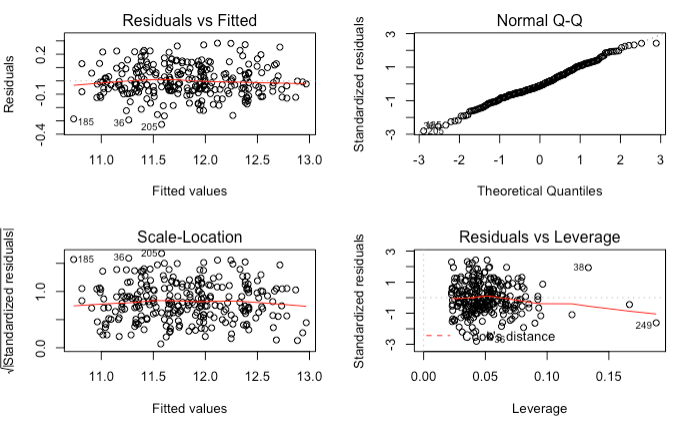 Residuals vs Fitted
Residuals
-0.4 -0.1 0.2
185
36
205
11.0 11.5 12.0 12.5 13.0
Fitted values
Normal Q-Q
Standardized residuals
-3 -1 1 3
205
-3 -2 -1 0 1 2 3
Theoretical Quantiles
Scale-Location
√|Standardized residuals|
0.0 1.0
185
36
205
11.0 11.5 12.0 12.5 13.0
Fitted values
Residuals vs Leverage
Standardized residuals
-3 -1 1 3
38
249
Cook's distance
0.00 0.05 0.10 0.15
Leverage